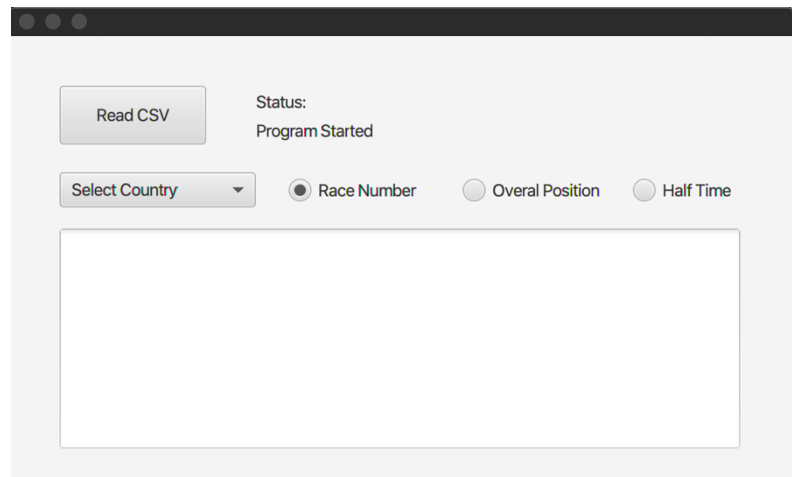 Read CSV
Status:
Program Started
Select Country
Race Number
Overal Position
Half Time